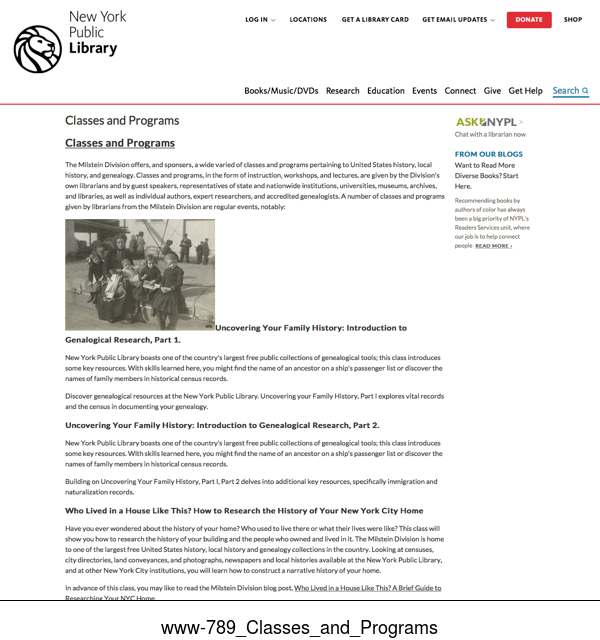 New York
Public
Library
LOG IN
LOCATIONS
GET A LIBRARY CARD
GET EMAIL UPDATES
DONATE
SHOP
Books/Music/DVDs Research Education Events Connect Give Get Help Search
Classes and Programs
Classes and Programs
The Milstein Division offers, and sponsors, a wide varied of classes and programs pertaining to United States history, local
history, and genealogy. Classes and programs, in the form of instruction, workshops, and lectures, are given by the Division's
own librarians and by guest speakers, representatives of state and nationwide institutions, universities, museums, archives,
and libraries, as well as individual authors, expert researchers, and accredited genealogists. A number of classes and programs
given by librarians from the Milstein Division are regular events, notably:
Uncovering Your Family History: Introduction to
Genalogical Research, Part 1.
New York Public Library boasts one of the country's largest free public collections of genealogical tools; this class introduces
some key resources. With skills learned here, you might find the name of an ancestor on a ship's passenger list or discover the
names of family members in historical census records.
Discover genealogical resources at the New York Public Library. Uncovering your Family History, Part I explores vital records
and the census in documenting your genealogy.
Uncovering Your Family History: Introduction to Genalogical Research, Part 2.
New York Public Library boasts one of the country's largest free public collections of genealogical tools; this class introduces
some key resources. With skills learned here, you might find the name of an ancestor on a ship's passenger list or discover the
names of family members in historical census records.
Building on Uncovering Your Family History, Part I, Part 2 delves into additional key resources, specifically immigration and
naturalization records.
Who Lived in a House Like This? How to Research the History of Your New York City Home
Have you ever wondered about the history of your home? Who used to live there or what their lives were like? This class will
show you how to research the history of your building and the people who owned and lived in it. The Milstein Division is home
to one of the largest free United States history, local history and genealogy collections in the country. Looking at censuses,
city directories, land conveyances, and photographs, newspapers and local histories available at the New York Public Library,
and at other New York City institutions, you will learn how to construct a narrative history of your home.
In advance of this class, you may like to read the Milstein Division blog post, Who Lived in a House Like This? A Brief Guide to
Researching Your NYC Home
ASK NYPL >
Chat with a librarian now
FROM OUR BLOGS
Want to Read More
Diverse Books? Start
Here.
Recommending books by
authors of color has always
been a big priority of NYPL's
Readers Services unit, where
our job is to help connect
people READ MORE ›
www-789_Classes_and_Programs